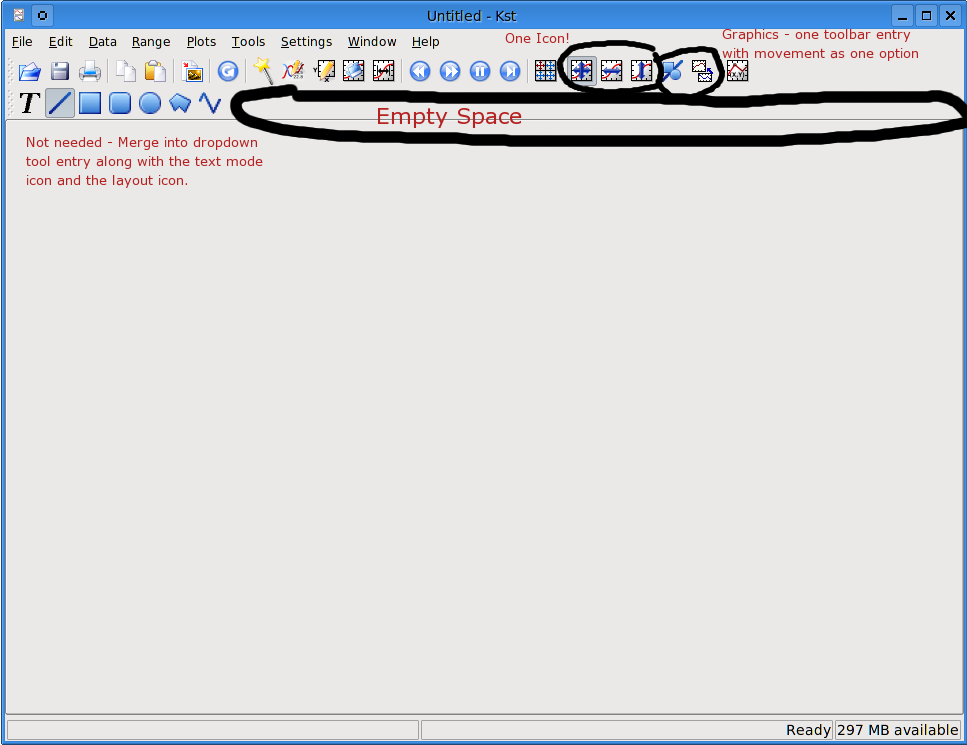 Untitled - Kst
File Edit Data Range Plots Tools Settings Window Help
One Icon!
Graphics - one toolbar entry
with movement as one option
T
Empty Space
Not needed - Merge into dropdown
tool entry along with the text mode
icon and the layout icon.
Ready 297 MB available